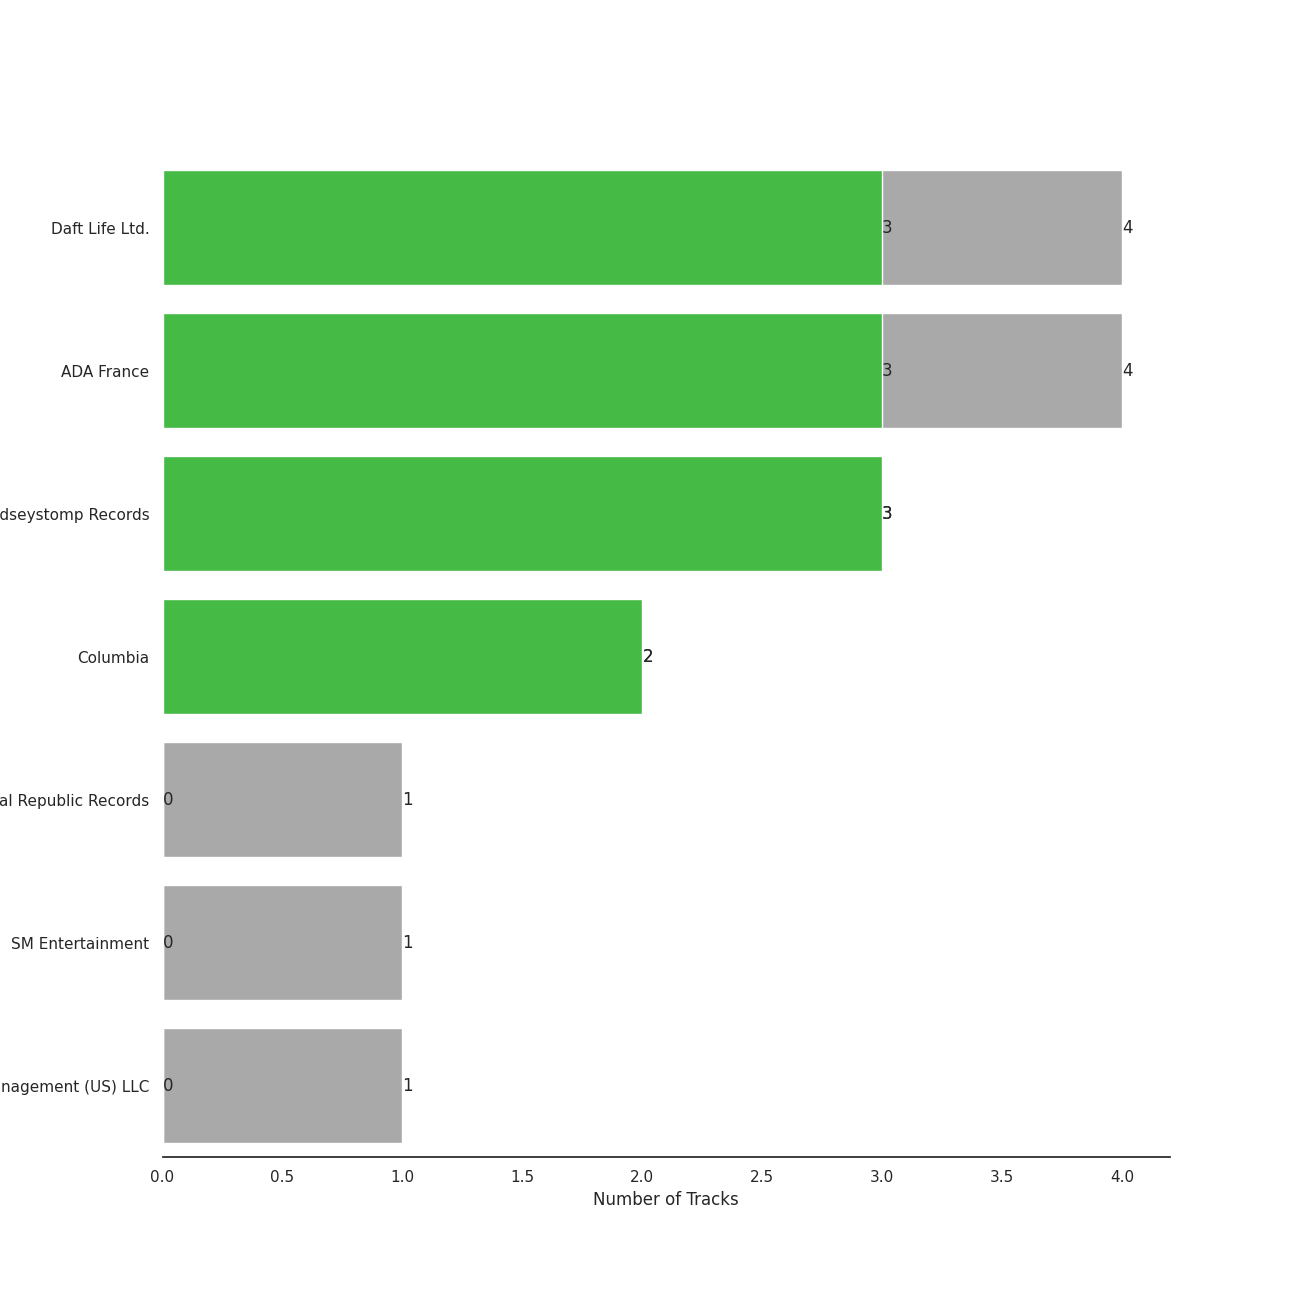 Daft Life Ltd.
3
4
ADA France
3
4
dseystomp Records
3
Columbia
2
al Republic Records
0
1
SM Entertainment
0
1
nagement (US) LLC
0
1
0.0 0.5 1.0 1.5 2.0 2.5 3.0 3.5 4.0
Number of Tracks